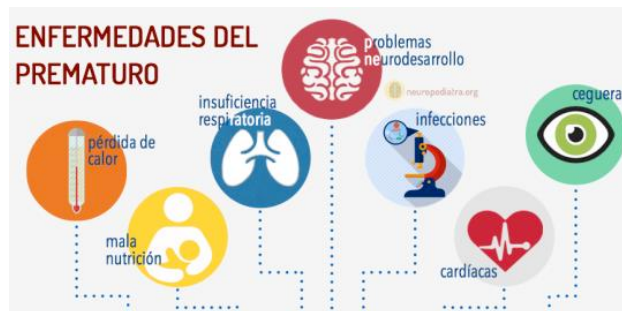 ENFERMEDADES DEL
PREMATURO
pérdida de
calor
mala
nutrición
insuficiencia
respiratoria
problemas
neurodesarrollo
neuropediatra.org
infecciones
cardíacas
ceguera